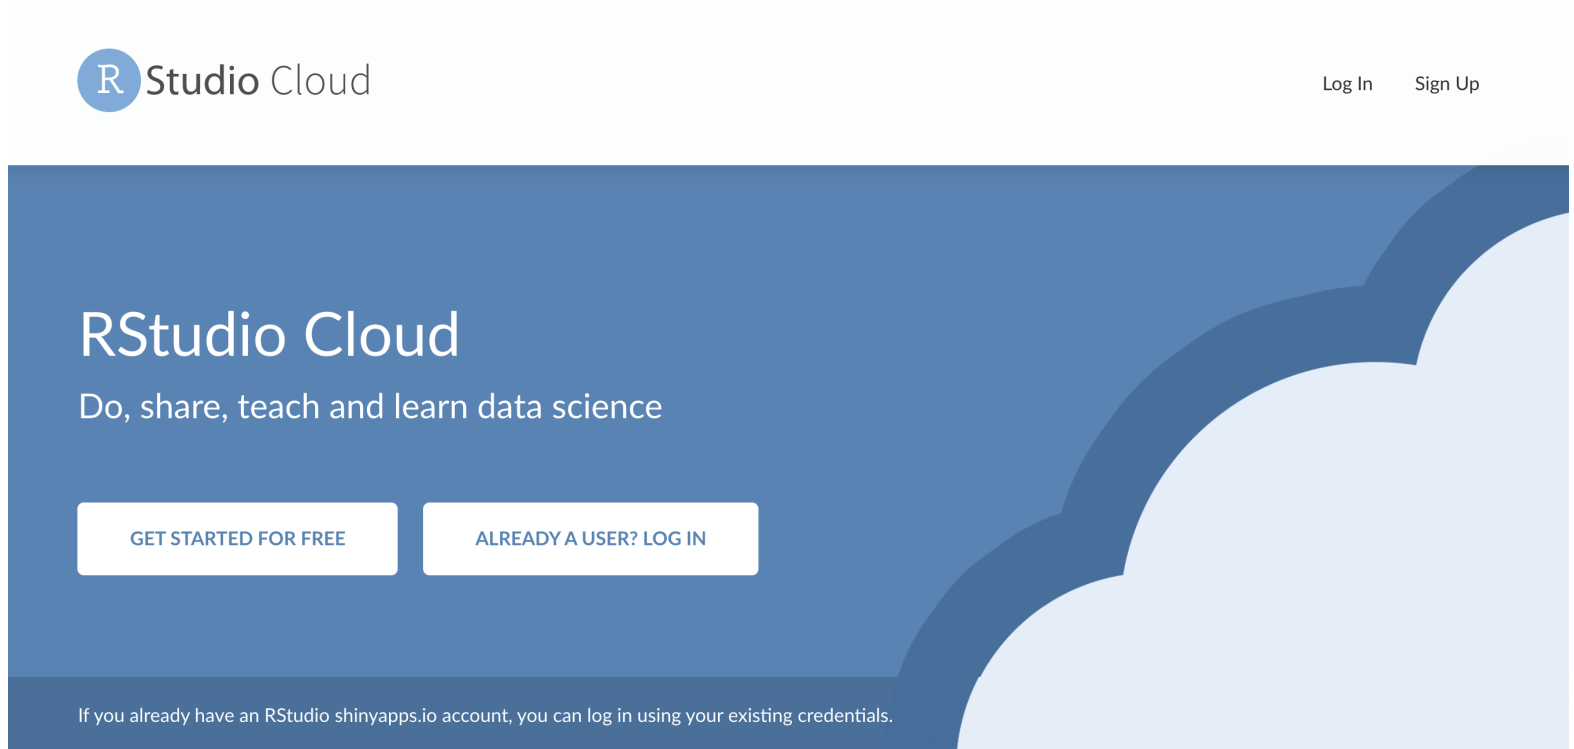 R Studio Cloud
Log In Sign Up
RStudio Cloud
Do, share, teach and learn data science
GET STARTED FOR FREE
ALREADY A USER? LOG IN
If you already have an RStudio shinyapps.io account, you can log in using your existing credentials.